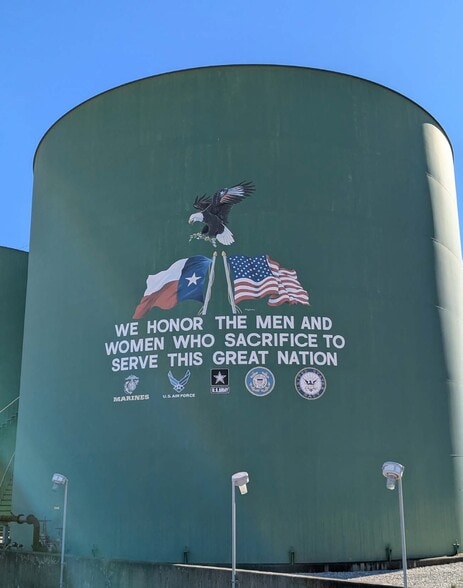 WE HONOR THE MEN AND
WOMEN WHO SACRIFICE TO
SERVE THIS GREAT NATION
MARINES
U.S. AIR FORCE
U.S. ARMY